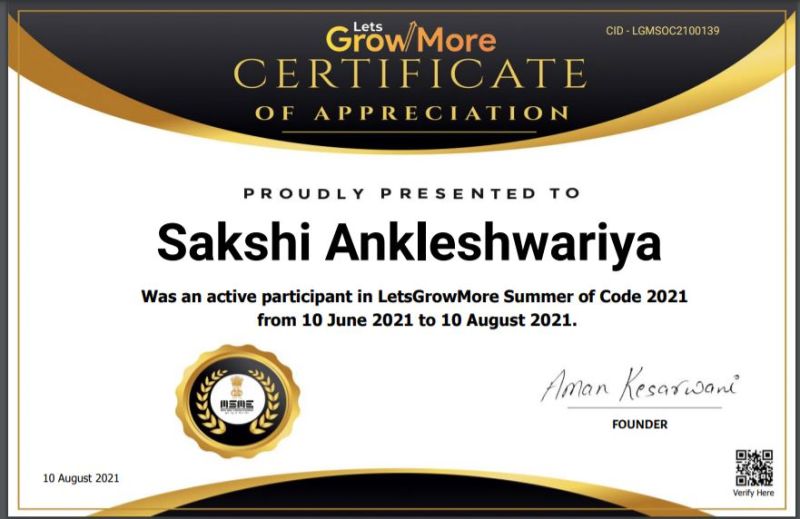 Lets
GrowMore
CID - LGMSOC2100139
CERTIFICATE
OF APPRECIATION
PROUDLY PRESENTED TO
Sakshi Ankleshwariya
Was an active participant in LetsGrowMore Summer of Code 2021
from 10 June 2021 to 10 August 2021.
MSME
Aman Kesarwani
FOUNDER
10 August 2021
Verify Here